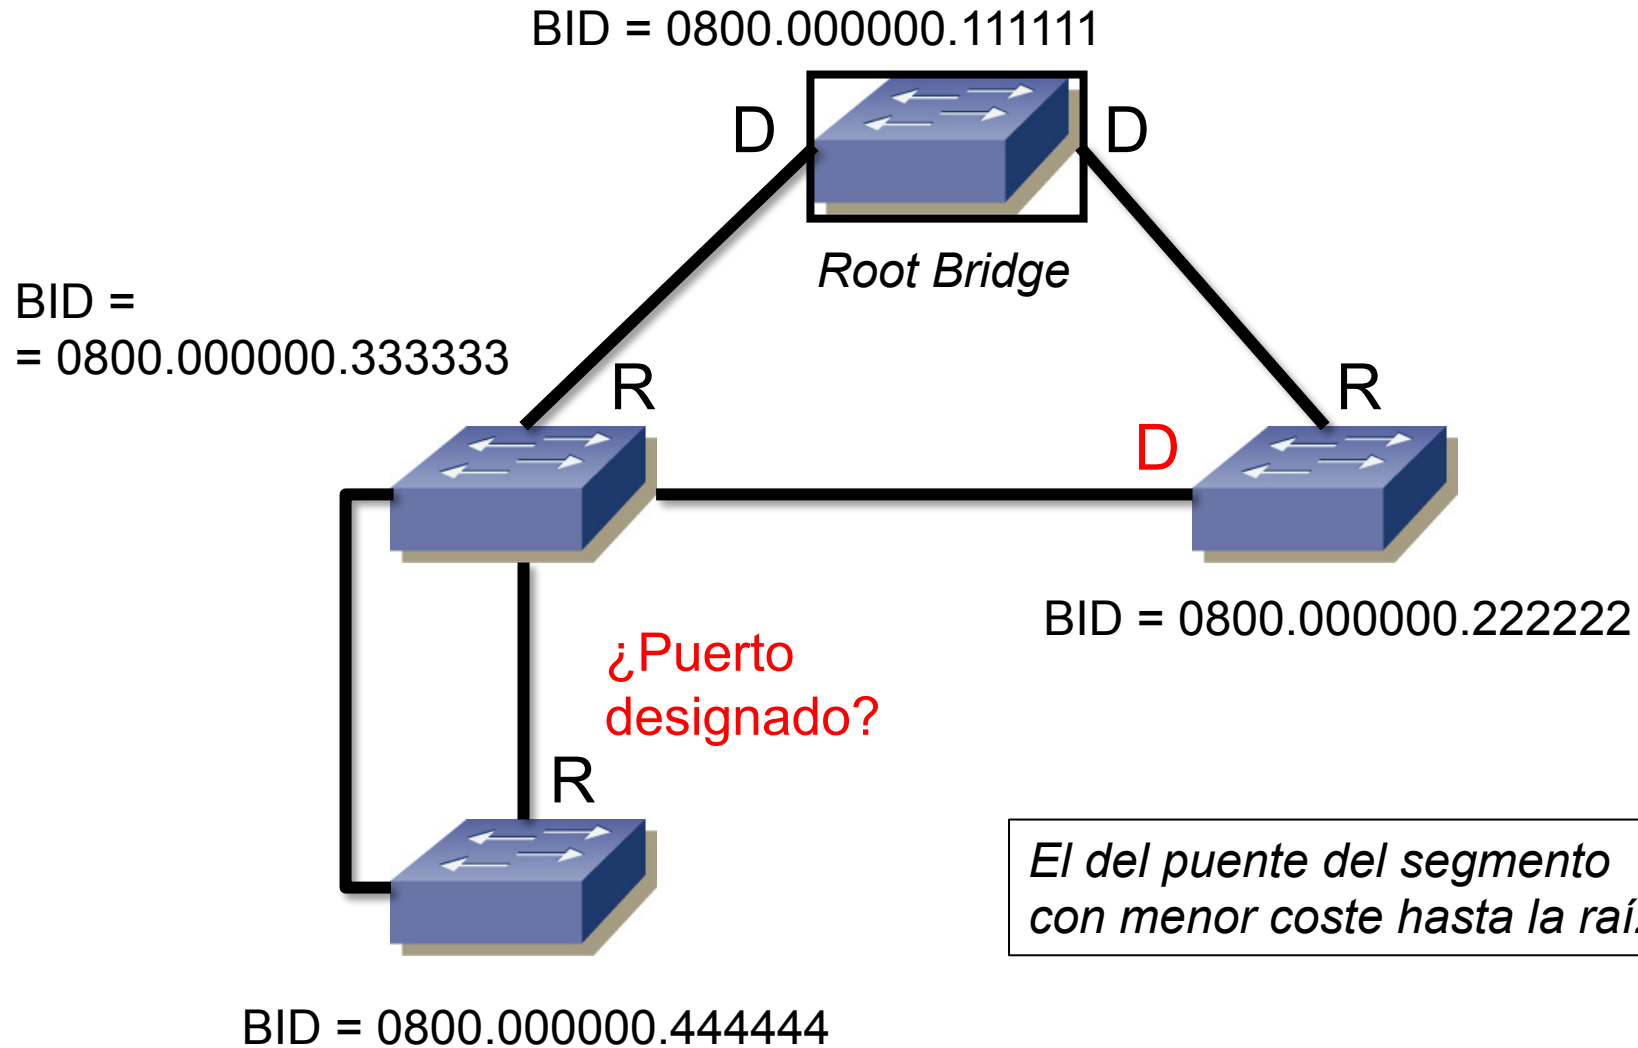 BID = 0800.000000.111111
D
D
Root Bridge
BID =
= 0800.000000.333333
R
R
D
BID = 0800.000000.222222
¿Puerto
designado?
R
El del puente del segmento
con menor coste hasta la raíz
BID = 0800.000000.444444